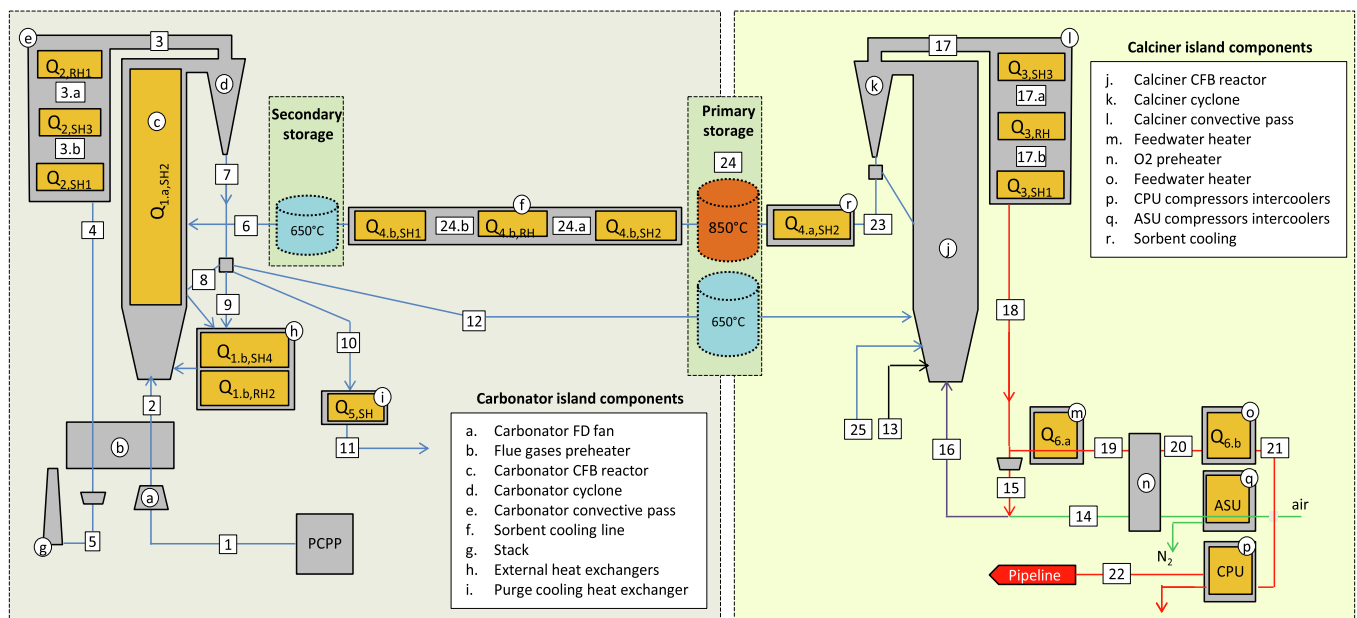 e
3
Q2,RH1
3.a
Q2,SH3
3.b
Q2,SH1
d
c
Q1.a,SH2
4
7
Secondary
storage
650°C
6
8
9
12
10
h
Q1.b,SH4
Q1.b,RH2
i
Q5,SH
11
2
b
a
g
5
1
PCPP
f
Q4.b,SH1
24.b
Q4.b,RH
24.a
Q4.b,SH2
Carbonator island components
a. Carbonator FD fan
b. Flue gases preheater
c. Carbonator CFB reactor
d. Carbonator cyclone
e. Carbonator convective pass
f. Sorbent cooling line
g. Stack
h. External heat exchangers
i. Purge cooling heat exchanger
Primary
storage
24
850°C
650°C
r
Q4.a,SH2
23
k
17
l
Q3,SH3
17.a
Q3,RH
17.b
Q3,SH1
j
18
25
13
16
15
m
Q6.a
19
n
20
o
Q6.b
21
q
ASU
air
14
N2
p
CPU
22
Pipeline
Calciner island components
j. Calciner CFB reactor
k. Calciner cyclone
l. Calciner convective pass
m. Feedwater heater
n. O2 preheater
o. Feedwater heater
p. CPU compressors intercoolers
q. ASU compressors intercoolers
r. Sorbent cooling